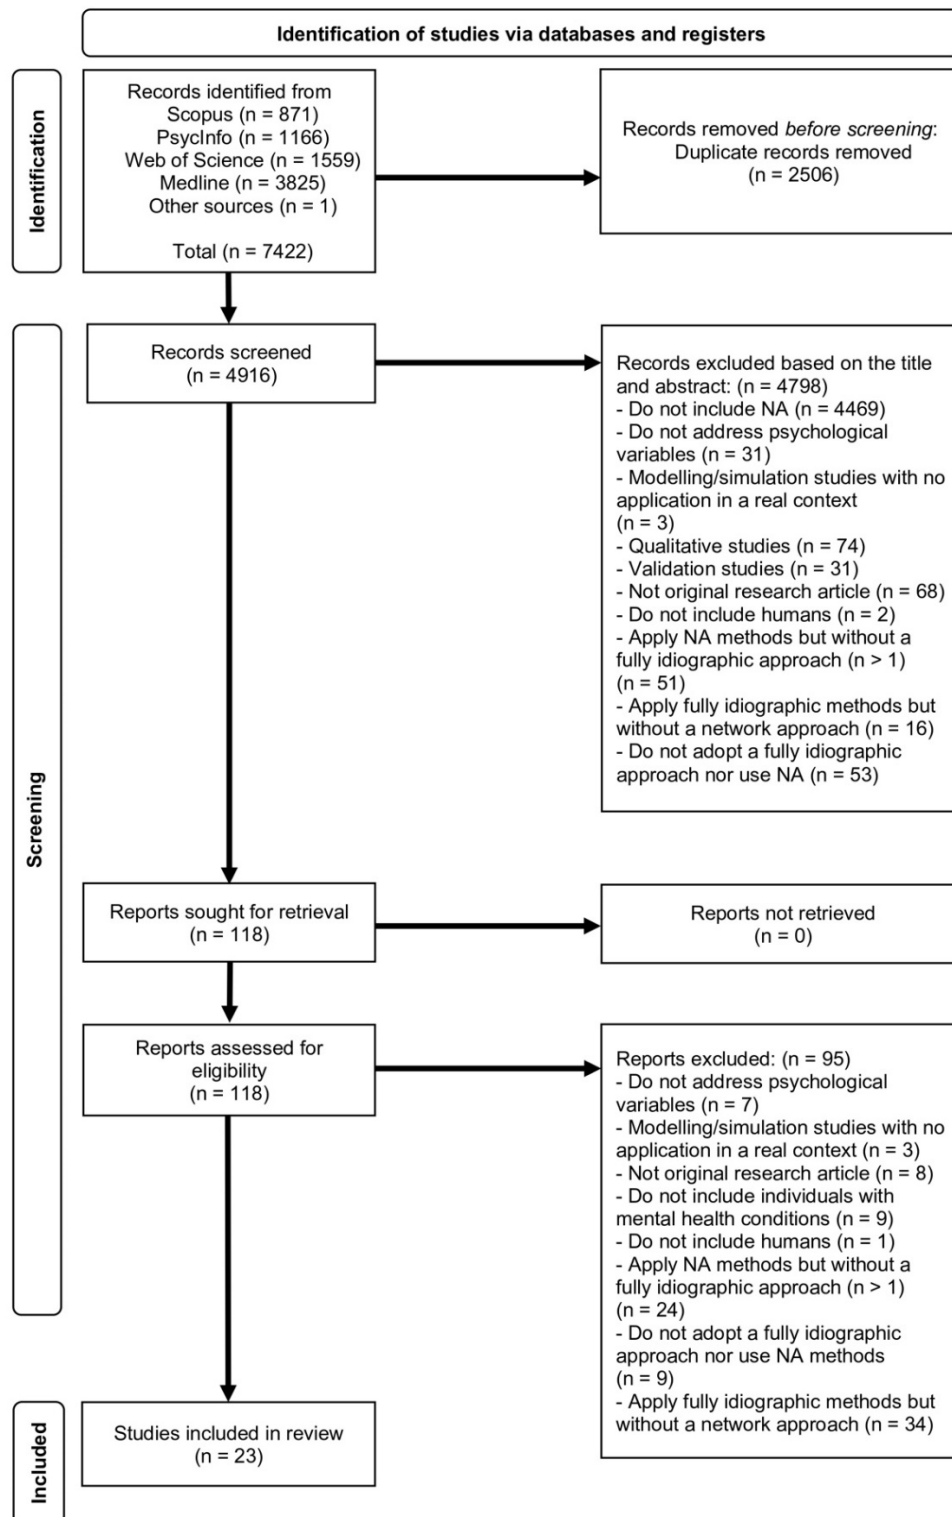 Identification of studies via databases and registers
Identification
Records identified from
Scopus (n = 871)
PsycInfo (n = 1166)
Web of Science (n = 1559)
Medline (n = 3825)
Other sources (n = 1)
Total (n = 7422)
Records removed before screening:
Duplicate records removed
(n = 2506)
Screening
Records screened
(n = 4916)
Records excluded based on the title
and abstract: (n = 4798)
- Do not include NA (n = 4469)
- Do not address psychological
variables (n = 31)
- Modelling/simulation studies with no
application in a real context
(n = 3)
- Qualitative studies (n = 74)
- Validation studies (n = 31)
- Not original research article (n = 68)
- Do not include humans (n = 2)
- Apply NA methods but without a
fully idiographic approach (n > 1)
(n = 51)
- Apply fully idiographic methods but
without a network approach (n = 16)
- Do not adopt a fully idiographic
approach nor use NA (n = 53)
Reports sought for retrieval
(n = 118)
Reports not retrieved
(n = 0)
Reports assessed for
eligibility
(n = 118)
Reports excluded: (n = 95)
- Do not address psychological
variables (n = 7)
- Modelling/simulation studies with no
application in a real context (n = 3)
- Not original research article (n = 8)
- Do not include individuals with
mental health conditions (n = 9)
- Do not include humans (n = 1)
- Apply NA methods but without a
fully idiographic approach (n > 1)
(n = 24)
- Do not adopt a fully idiographic
approach nor use NA methods
(n = 9)
- Apply fully idiographic methods but
without a network approach (n = 34)
Included
Studies included in review
(n = 23)